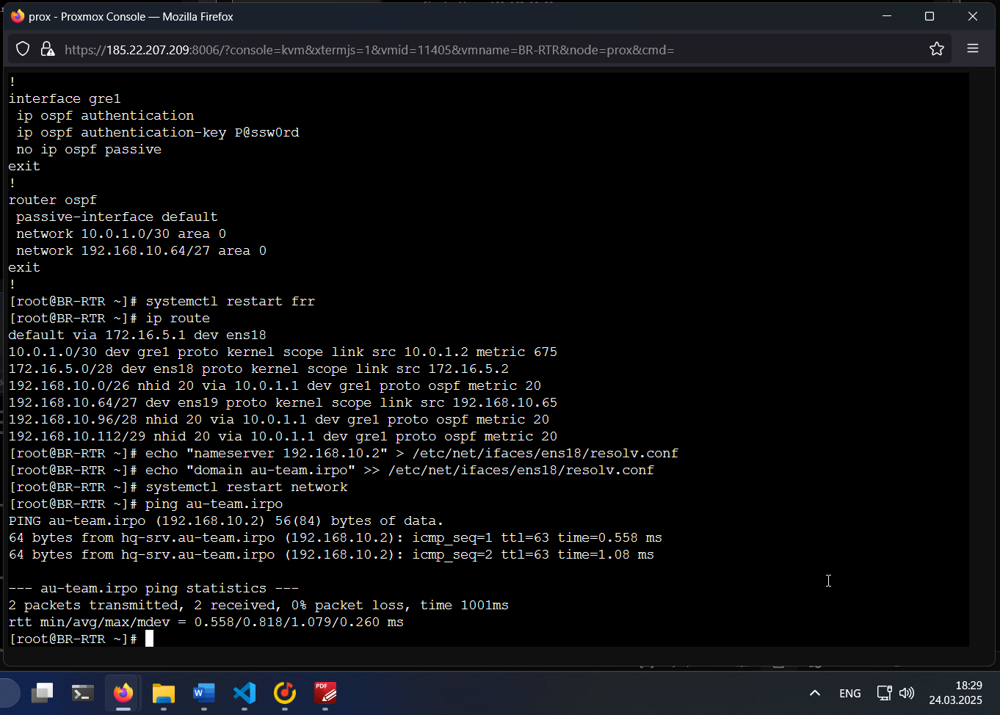 prox - Proxmox Console — Mozilla Firefox
https://185.22.207.209:8006/?console=kvm&xtermjs=1&vmid=11405&vmname=BR-RTR&node=prox&cmd=
!
interface gre1
 ip ospf authentication
 ip ospf authentication-key P@ssw0rd
 no ip ospf passive
exit
!
router ospf
 passive-interface default
 network 10.0.1.0/30 area 0
 network 192.168.10.64/27 area 0
exit
!
[root@BR-RTR ~]# systemctl restart frr
[root@BR-RTR ~]# ip route
default via 172.16.5.1 dev ens18
10.0.1.0/30 dev gre1 proto kernel scope link src 10.0.1.2 metric 675
172.16.5.0/28 dev ens18 proto kernel scope link src 172.16.5.2
192.168.10.0/26 nhid 20 via 10.0.1.1 dev gre1 proto ospf metric 20
192.168.10.64/27 dev ens19 proto kernel scope link src 192.168.10.65
192.168.10.96/28 nhid 20 via 10.0.1.1 dev gre1 proto ospf metric 20
192.168.10.112/29 nhid 20 via 10.0.1.1 dev gre1 proto ospf metric 20
[root@BR-RTR ~]# echo "nameserver 192.168.10.2" > /etc/net/ifaces/ens18/resolv.conf
[root@BR-RTR ~]# echo "domain au-team.irpo" >> /etc/net/ifaces/ens18/resolv.conf
[root@BR-RTR ~]# systemctl restart network
[root@BR-RTR ~]# ping au-team.irpo
PING au-team.irpo (192.168.10.2) 56(84) bytes of data.
64 bytes from hq-srv.au-team.irpo (192.168.10.2): icmp_seq=1 ttl=63 time=0.558 ms
64 bytes from hq-srv.au-team.irpo (192.168.10.2): icmp_seq=2 ttl=63 time=1.08 ms
--- au-team.irpo ping statistics ---
2 packets transmitted, 2 received, 0% packet loss, time 1001ms
rtt min/avg/max/mdev = 0.558/0.818/1.079/0.260 ms
[root@BR-RTR ~]#
W
PDF
ENG
18:29
24.03.2025